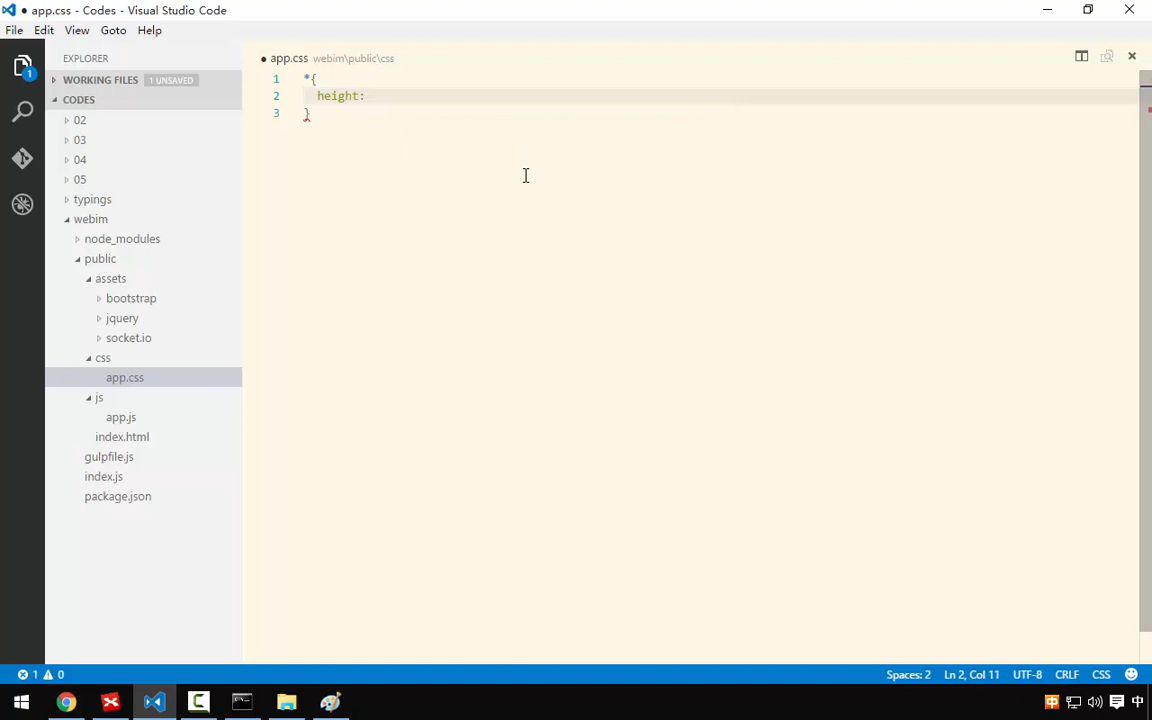 ● app.css - Codes - Visual Studio Code
File Edit View Goto Help
EXPLORER
WORKING FILES 1 UNSAVED
CODES
02
03
04
05
typings
webim
node_modules
public
assets
bootstrap
jquery
socket.io
css
app.css
js
app.js
index.html
gulpfile.js
index.js
package.json
1
● app.css webim\public\css
1 *{
2 height:
3 }
1 0
Spaces: 2 Ln 2, Col 11 UTF-8 CRLF CSS
中 中